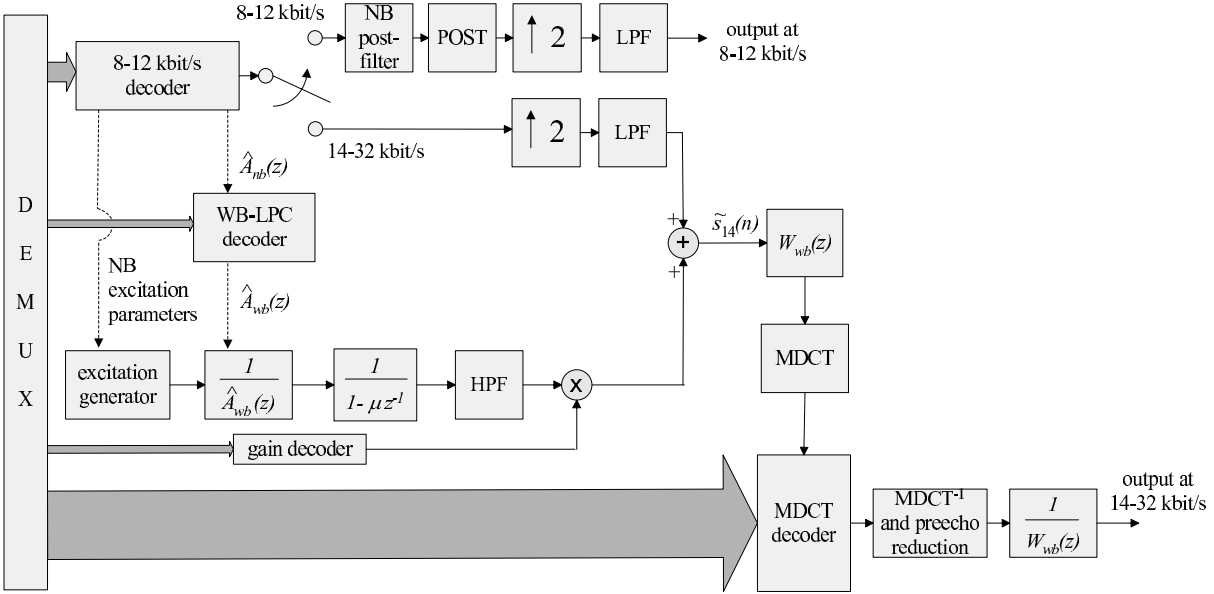 D
E
M
U
X
8-12 kbit/s
decoder
8-12 kbit/s
14-32 kbit/s
NB
post-
filter
POST
↑ 2
LPF
output at
8-12 kbit/s
↑ 2
LPF
Â_nb(z)
WB-LPC
decoder
NB
excitation
parameters
Â_wb(z)
+
+
+
s̃_14(n)
W_wb(z)
MDCT
excitation
generator
1
Â_wb(z)
1
1- μ z^-1
HPF
X
gain decoder
MDCT
decoder
MDCT^-1
and preecho
reduction
1
W_wb(z)
output at
14-32 kbit/s